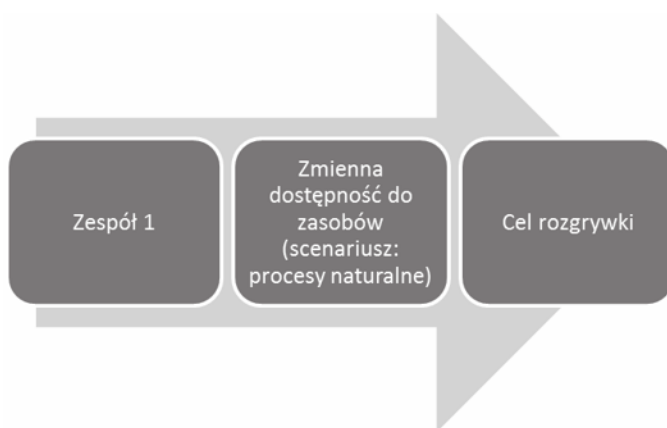 Zespół 1
Zmienna
dostępność do
zasobów
(scenariusz:
procesy naturalne)
Cel rozgrywki